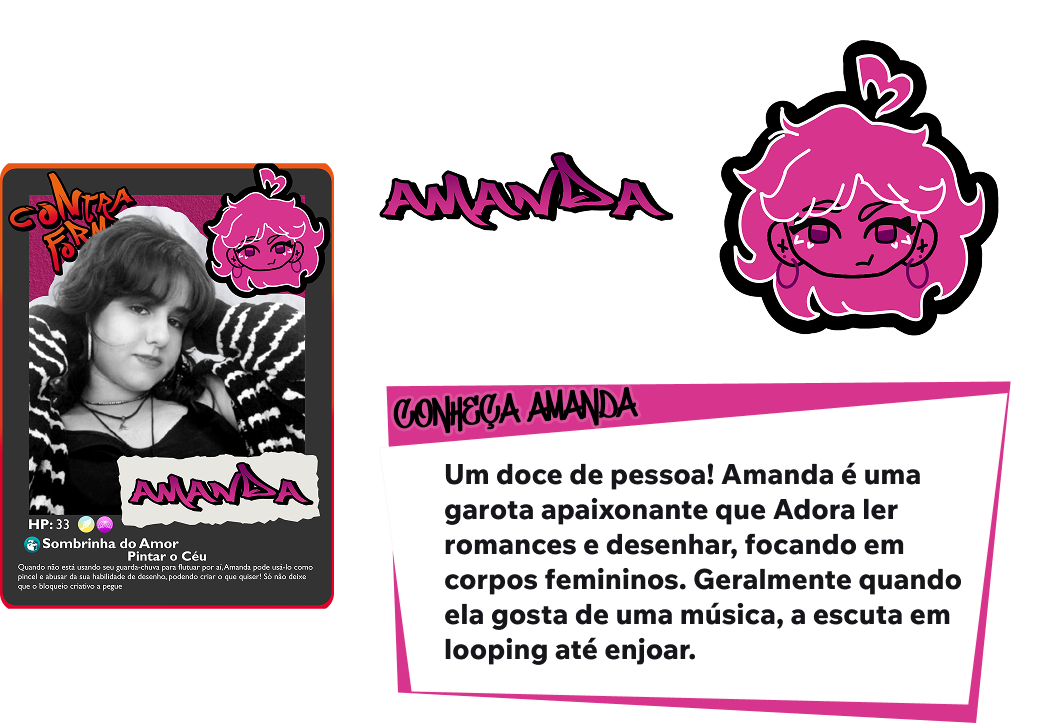 CONTRA
FORM
AMANDA
HP: 33
Sombrinha do Amor
Pintar o Céu
Quando não está usando seu guarda-chuva para flutuar por aí,Amanda pode usá-lo como
pincel e abusar da sua habilidade de desenho, podendo criar o que quiser! Só não deixe
que o bloqueio criativo a pegue
AMANDA
CONHEÇA AMANDA
Um doce de pessoa! Amanda é uma
garota apaixonante que Adora ler
romances e desenhar, focando em
corpos femininos. Geralmente quando
ela gosta de uma música, a escuta em
looping até enjoar.